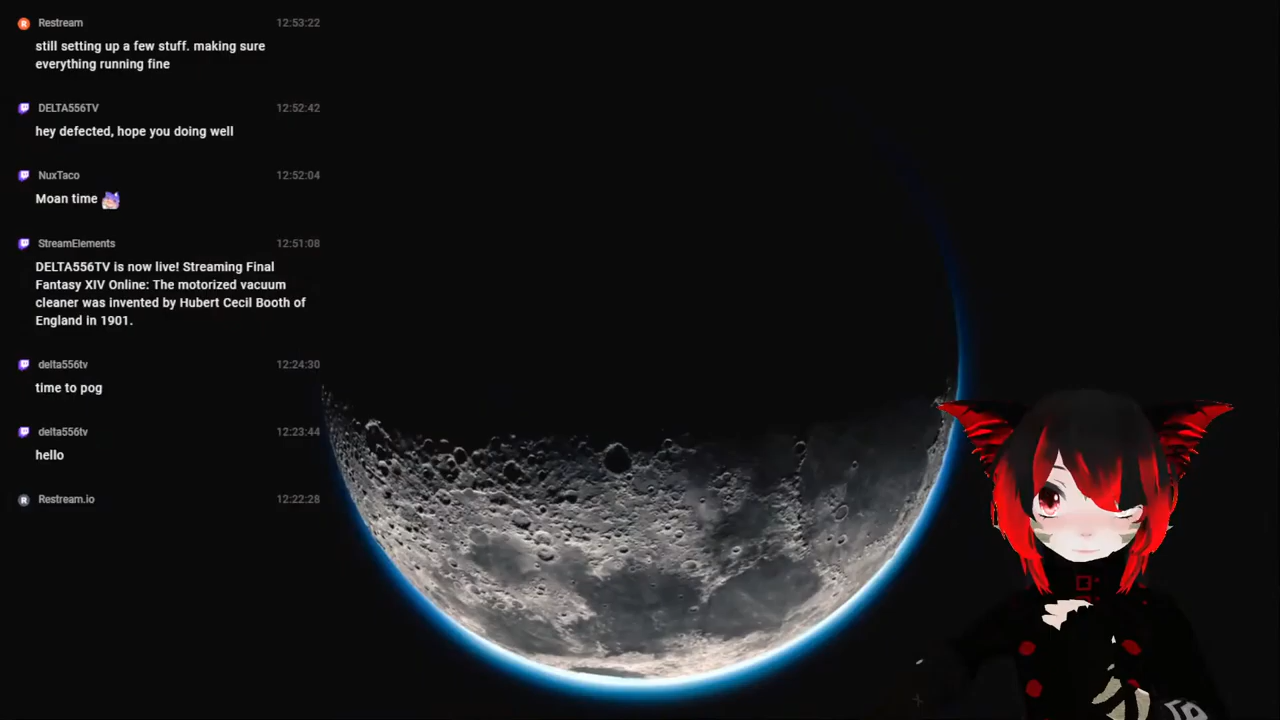 Restream 12:53:22
still setting up a few stuff. making sure
everything running fine
DELTA556TV 12:52:42
hey defected, hope you doing well
NuxTaco 12:52:04
Moan time
StreamElements 12:51:08
DELTA556TV is now live! Streaming Final
Fantasy XIV Online: The motorized vacuum
cleaner was invented by Hubert Cecil Booth of
England in 1901.
delta556tv 12:24:30
time to pog
delta556tv 12:23:44
hello
Restream.io 12:22:28